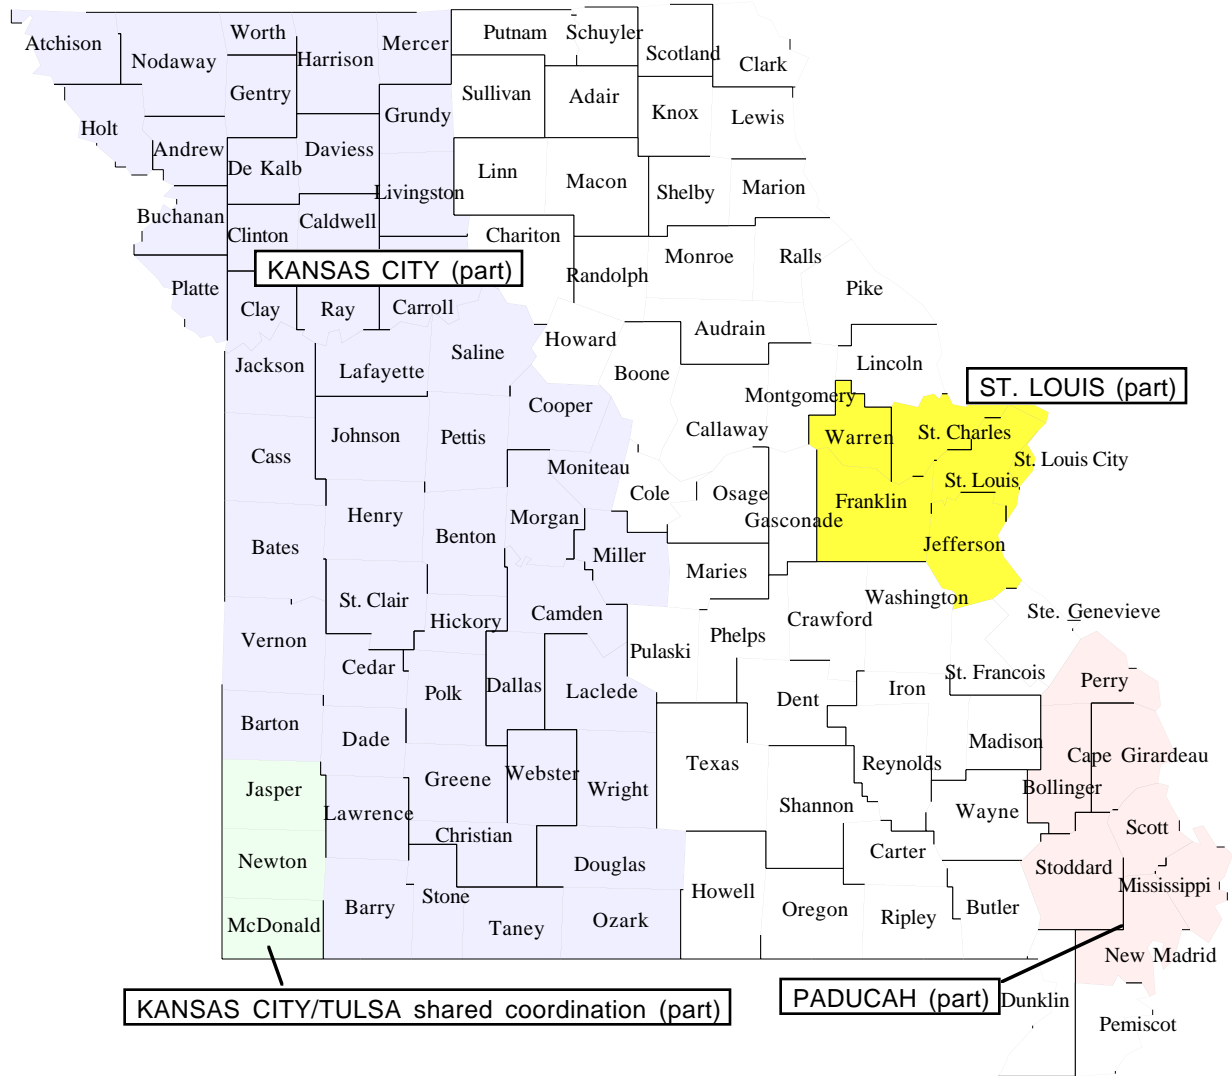 Atchison
Nodaway
Worth
Harrison
Mercer
Putnam
Schuyler
Scotland
Clark
Gentry
Sullivan
Adair
Knox
Lewis
Holt
Grundy
Andrew
De Kalb
Daviess
Linn
Macon
Shelby
Marion
Livingston
Buchanan
Clinton
Caldwell
Chariton
KANSAS CITY (part)
Randolph
Monroe
Ralls
Platte
Clay
Ray
Carroll
Pike
Audrain
Howard
Saline
Jackson
Lafayette
Boone
Lincoln
ST. LOUIS (part)
Montgomery
Cooper
Johnson
Pettis
Callaway
Warren
St. Charles
Cass
Moniteau
St. Louis City
St. Louis
Cole
Osage
Franklin
Henry
Morgan
Gasconade
Benton
Bates
Miller
Jefferson
Maries
St. Clair
Camden
Washington
Hickory
Crawford
Ste. Genevieve
Vernon
Phelps
Pulaski
Cedar
St. Francois
Polk
Dallas
Laclede
Dent
Iron
Perry
Barton
Dade
Madison
Cape Girardeau
Texas
Reynolds
Greene
Webster
Wright
Jasper
Bollinger
Lawrence
Shannon
Wayne
Christian
Scott
Newton
Douglas
Carter
Stoddard
Mississippi
Stone
Howell
Barry
Oregon
Ripley
Butler
McDonald
Taney
Ozark
New Madrid
KANSAS CITY/TULSA shared coordination (part)
PADUCAH (part)
Dunklin
Pemiscot